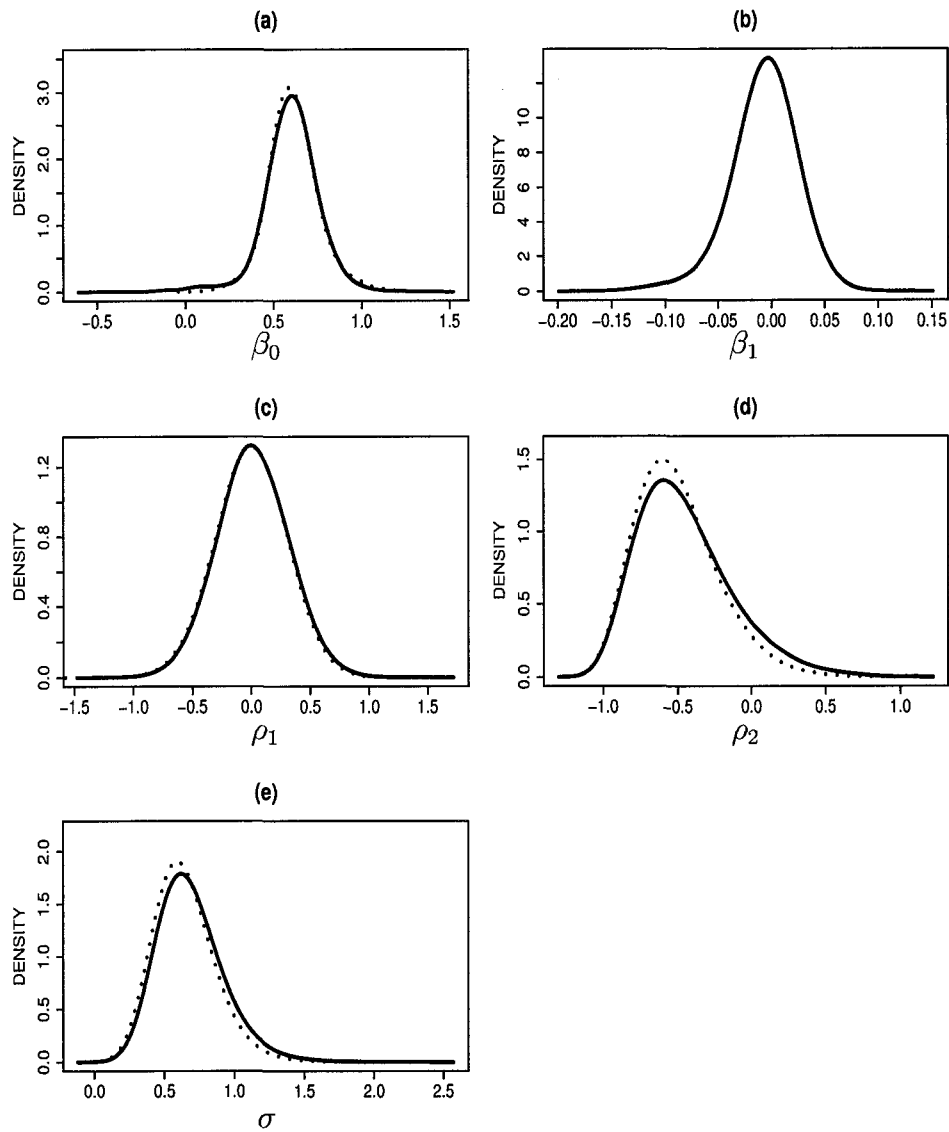 (a)
DENSITY
0.0 1.0 2.0 3.0
−0.5 0.0 0.5 1.0 1.5
β0
(b)
DENSITY
0 2 4 6 8 10
−0.20 −0.15 −0.10 −0.05 0.00 0.05 0.10 0.15
β1
(c)
DENSITY
0.0 0.4 0.8 1.2
−1.5 −1.0 −0.5 0.0 0.5 1.0 1.5
ρ1
(d)
DENSITY
0.0 0.5 1.0 1.5
−1.0 −0.5 0.0 0.5 1.0
ρ2
(e)
DENSITY
0.0 0.5 1.0 1.5 2.0
0.0 0.5 1.0 1.5 2.0 2.5
σ